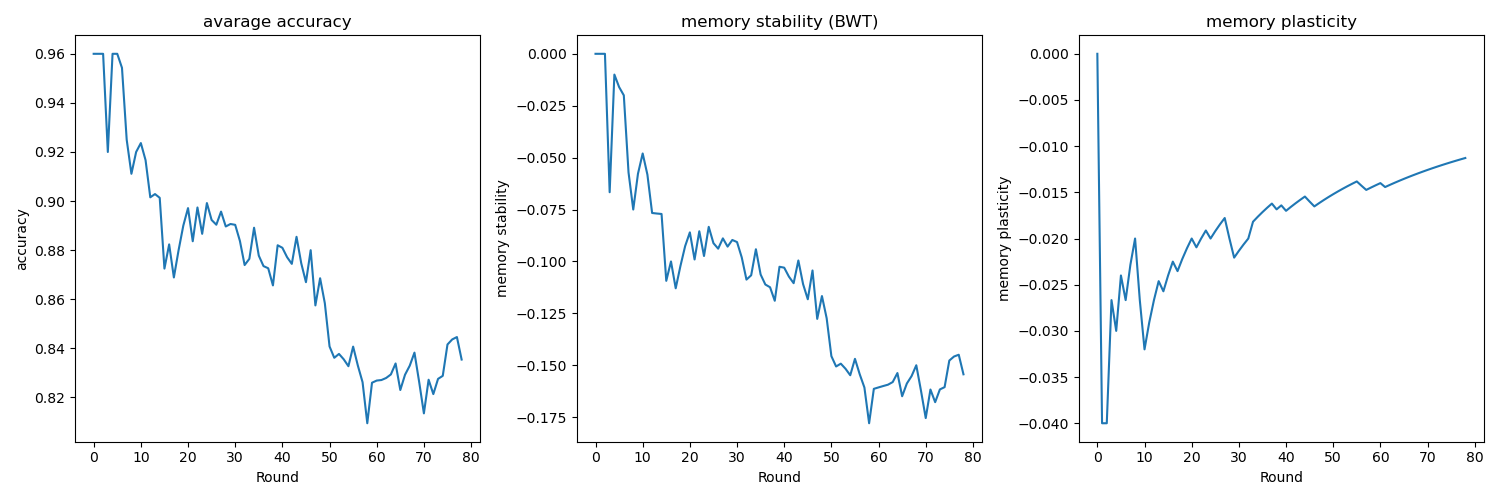 avarage accuracy
accuracy
0.96
0.94
0.92
0.90
0.88
0.86
0.84
0.82
0 10 20 30 40 50 60 70 80
Round
memory stability (BWT)
memory stability
0.000
−0.025
−0.050
−0.075
−0.100
−0.125
−0.150
−0.175
0 10 20 30 40 50 60 70 80
Round
memory plasticity
memory plasticity
0.000
−0.005
−0.010
−0.015
−0.020
−0.025
−0.030
−0.035
−0.040
0 10 20 30 40 50 60 70 80
Round